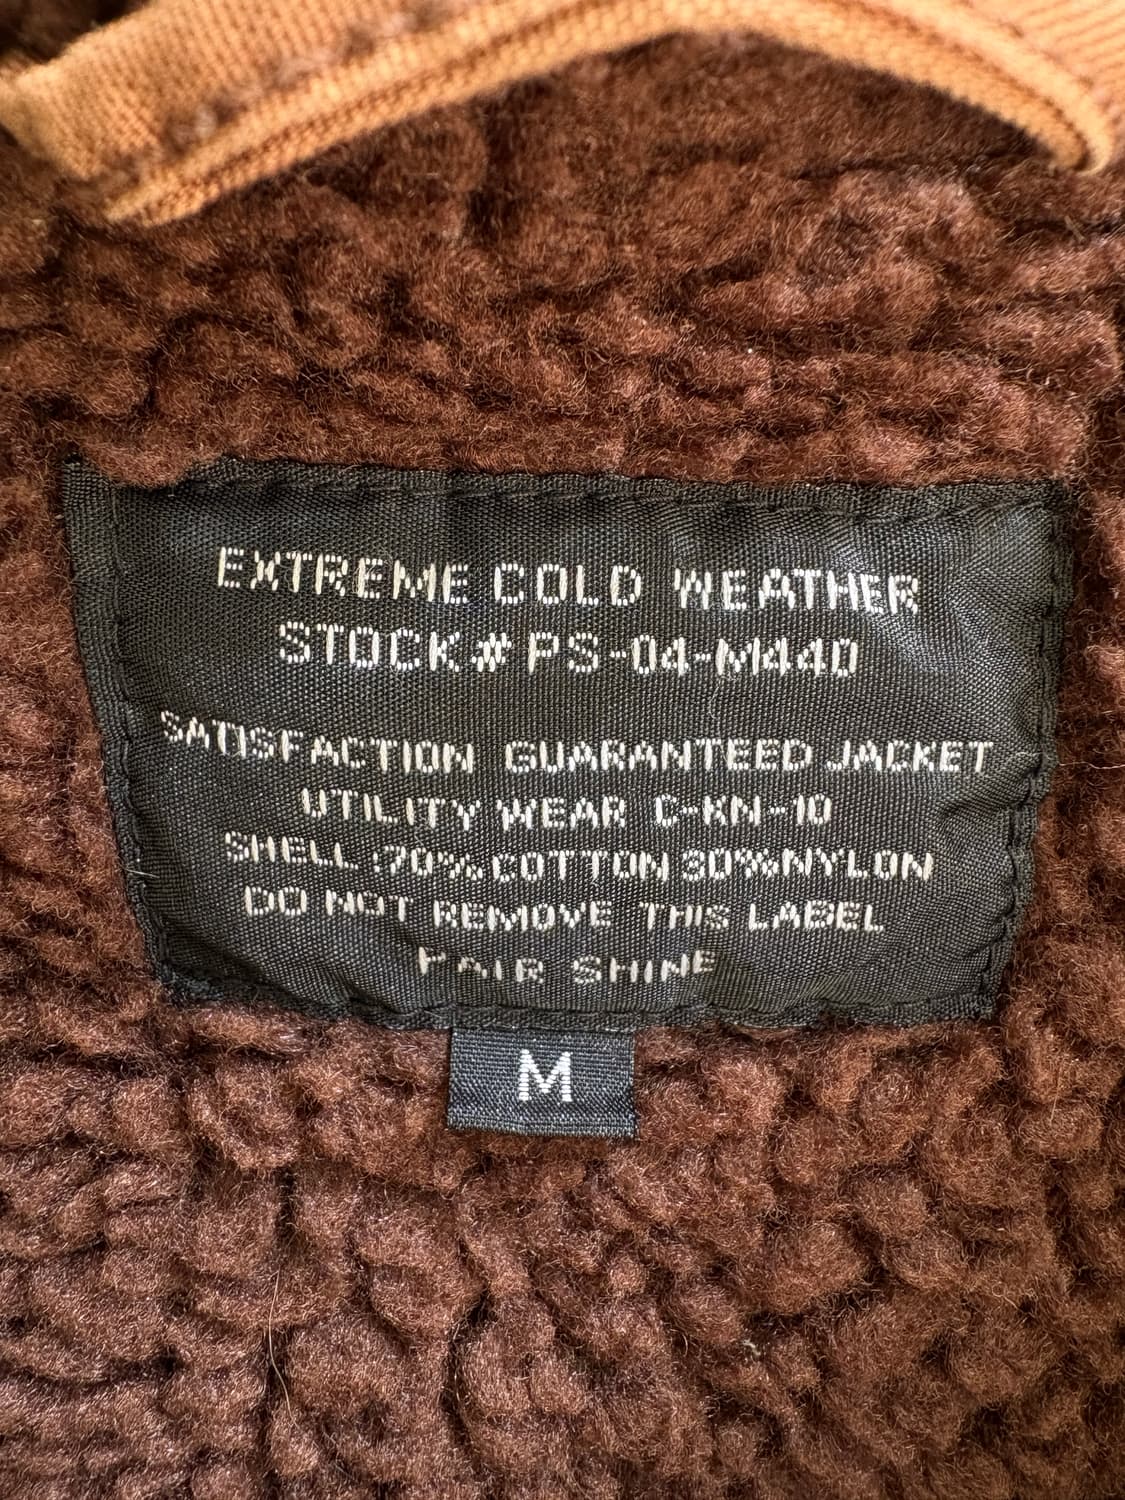 EXTREME COLD WEATHER
STOCK# PS-04-M440
SATISFACTION GUARANTEED JACKET
UTILITY WEAR C-KN-10
SHELL:70%COTTON 30%NYLON
DO NOT REMOVE THIS LABEL
PAIR SHINE
M